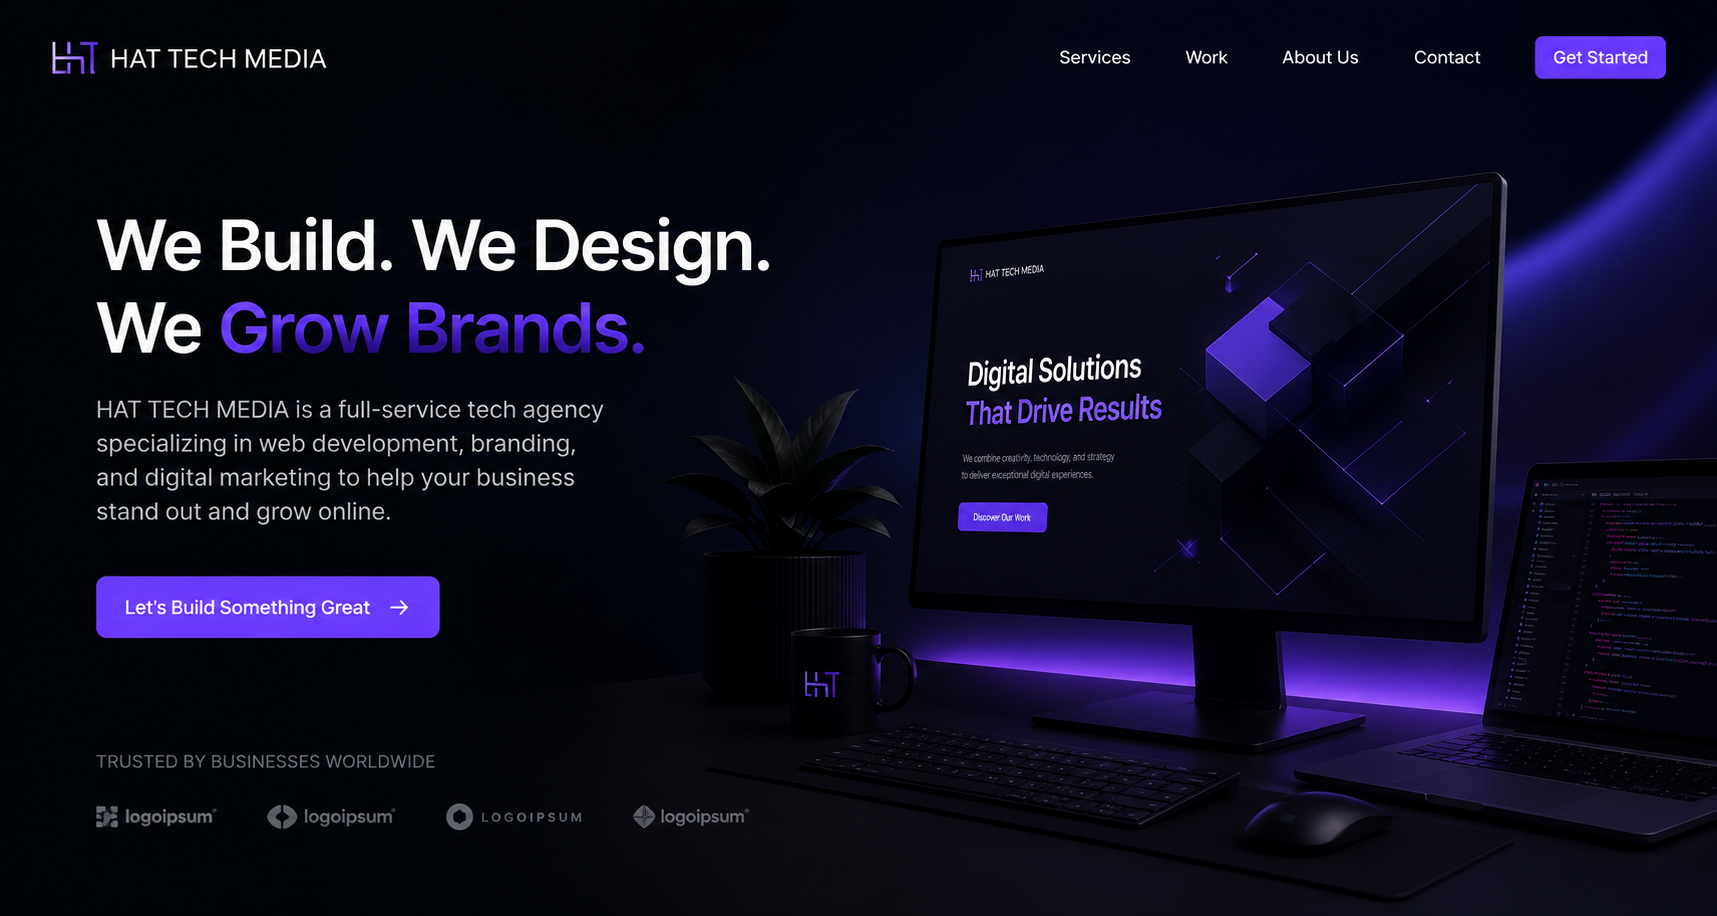 HT HAT TECH MEDIA
Services
Work
About Us
Contact
Get Started
We Build. We Design.
We Grow Brands.
HAT TECH MEDIA is a full-service tech agency
specializing in web development, branding,
and digital marketing to help your business
stand out and grow online.
Let's Build Something Great →
TRUSTED BY BUSINESSES WORLDWIDE
logoipsum®
logoipsum®
LOGOIPSUM
logoipsum®
HT HAT TECH MEDIA
Digital Solutions
That Drive Results
We combine creativity, technology, and strategy
to deliver exceptional digital experiences.
Discover Our Work
HT